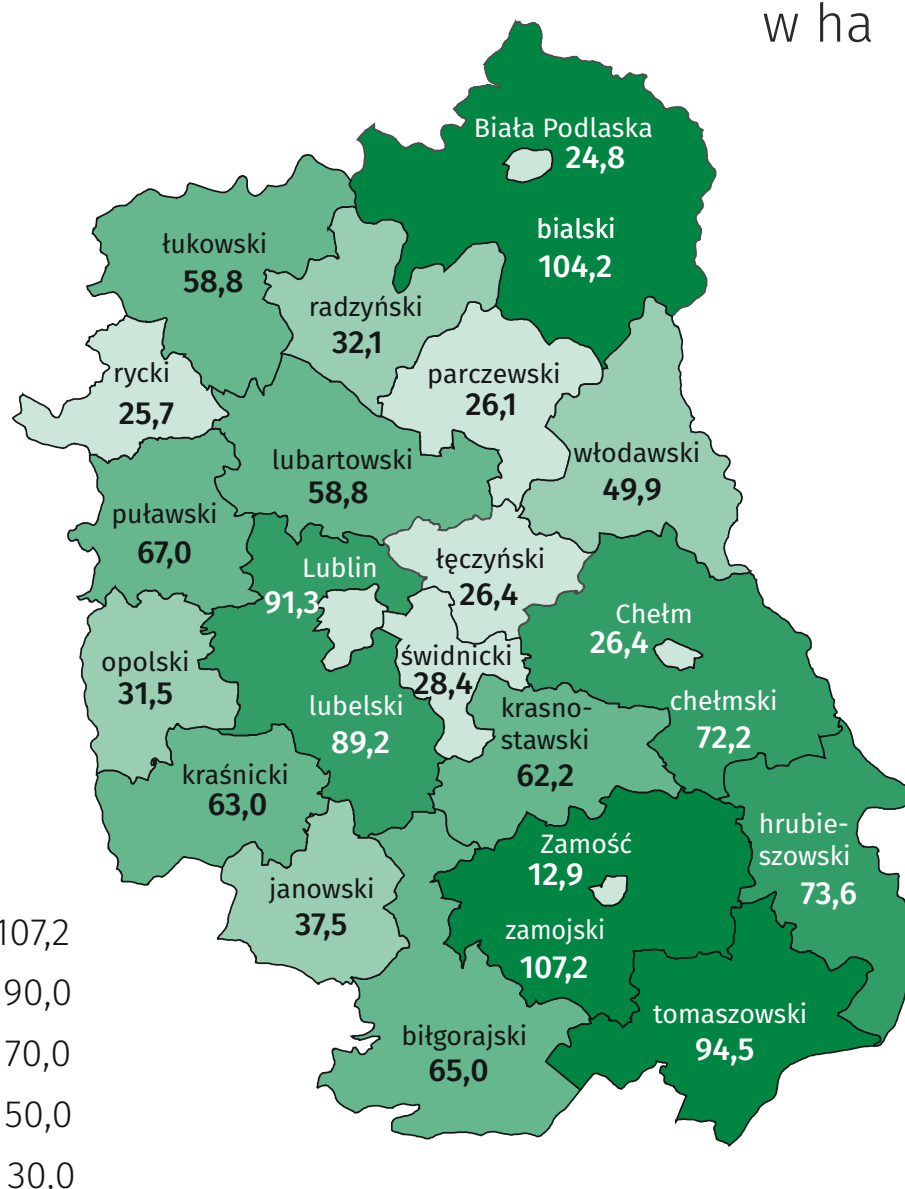 w ha
Biała Podlaska
24,8
bialski
104,2
łukowski
58,8
radzyński
32,1
rycki
25,7
parczewski
26,1
lubartowski
58,8
włodawski
49,9
puławski
67,0
Lublin
91,3
łęczyński
26,4
Chełm
26,4
opolski
31,5
świdnicki
28,4
lubelski
89,2
krasno-
stawski
62,2
chełmski
72,2
kraśnicki
63,0
hrubie-
szowski
73,6
Zamość
12,9
janowski
37,5
zamojski
107,2
tomaszowski
94,5
biłgorajski
65,0
107,2
90,0
70,0
50,0
30,0